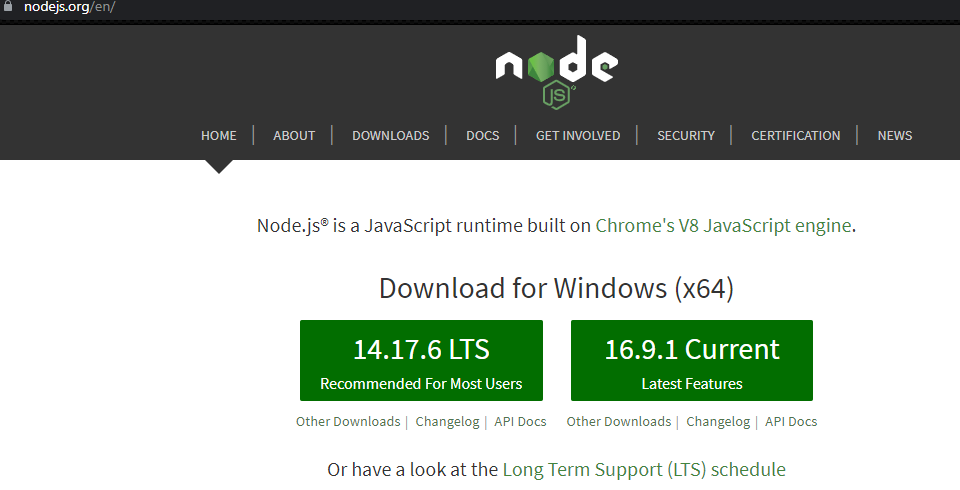 nodejs.org/en/
node
JS
HOME | ABOUT | DOWNLOADS | DOCS | GET INVOLVED | SECURITY | CERTIFICATION | NEWS
Node.js® is a JavaScript runtime built on Chrome's V8 JavaScript engine.
Download for Windows (x64)
14.17.6 LTS
Recommended For Most Users
16.9.1 Current
Latest Features
Other Downloads | Changelog | API Docs
Other Downloads | Changelog | API Docs
Or have a look at the Long Term Support (LTS) schedule